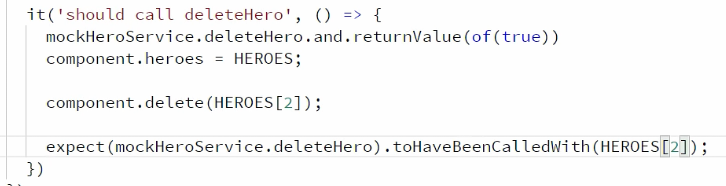 it('should call deleteHero', () => {
mockHeroService.deleteHero.and.returnValue(of(true))
component.heroes = HEROES;
component.delete(HEROES[2]);
expect(mockHeroService.deleteHero).toHaveBeenCalledWith(HEROES[2]);
})
})